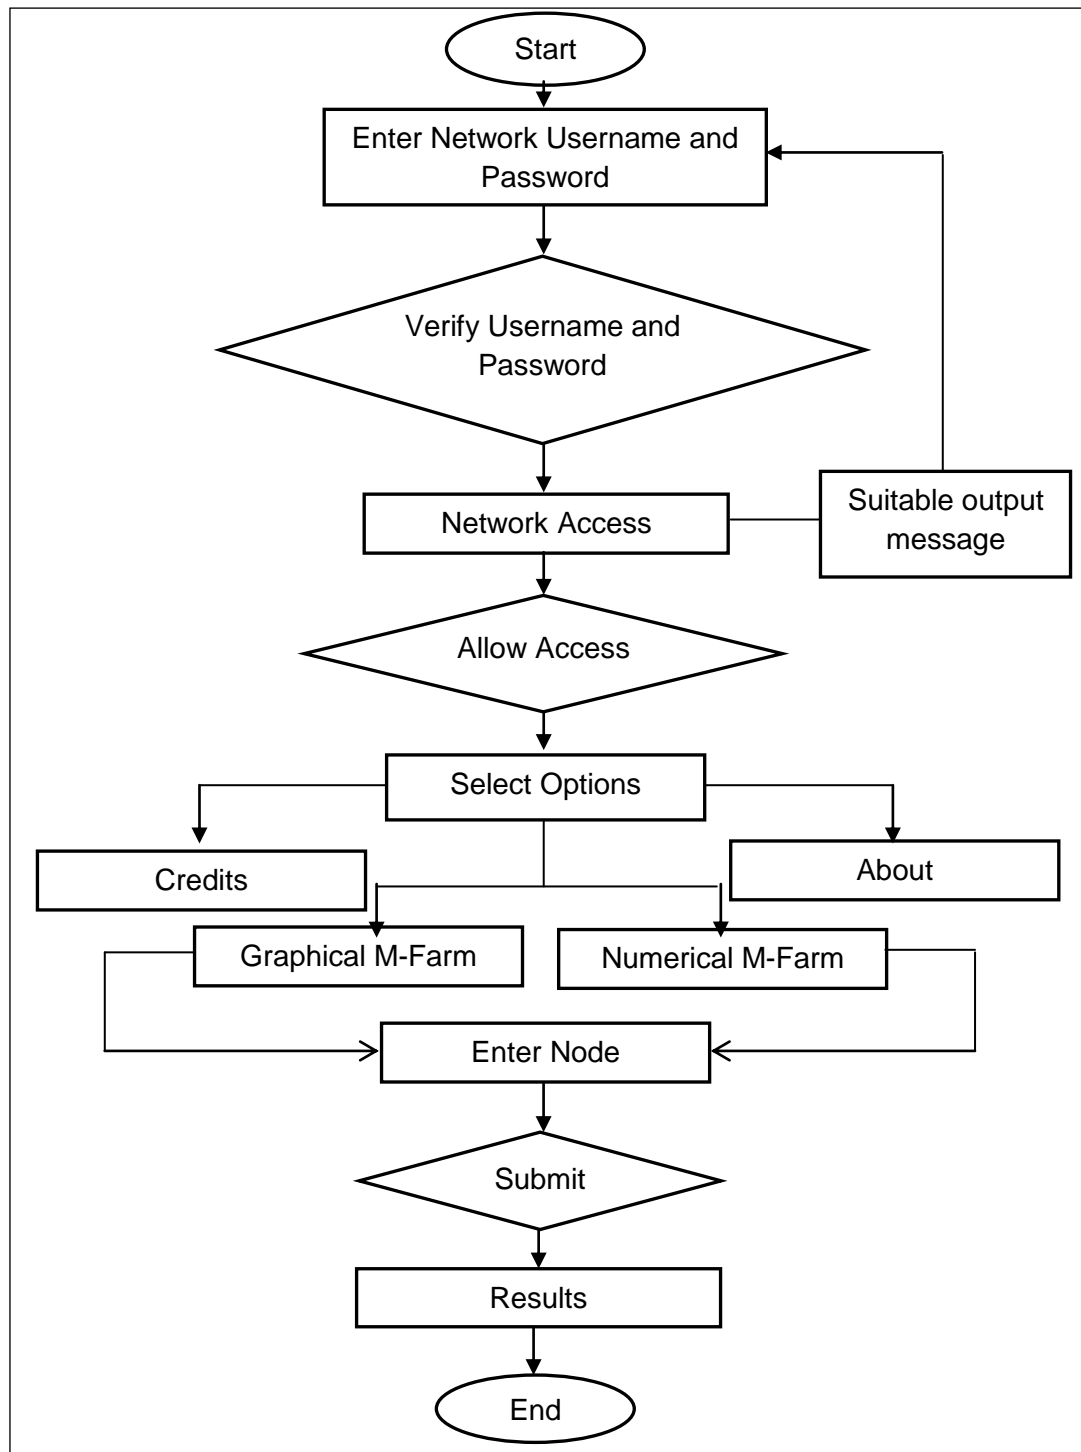 Start
Enter Network Username and
Password
Verify Username and
Password
Network Access
Suitable output
message
Allow Access
Select Options
Credits
About
Graphical M-Farm
Numerical M-Farm
Enter Node
Submit
Results
End